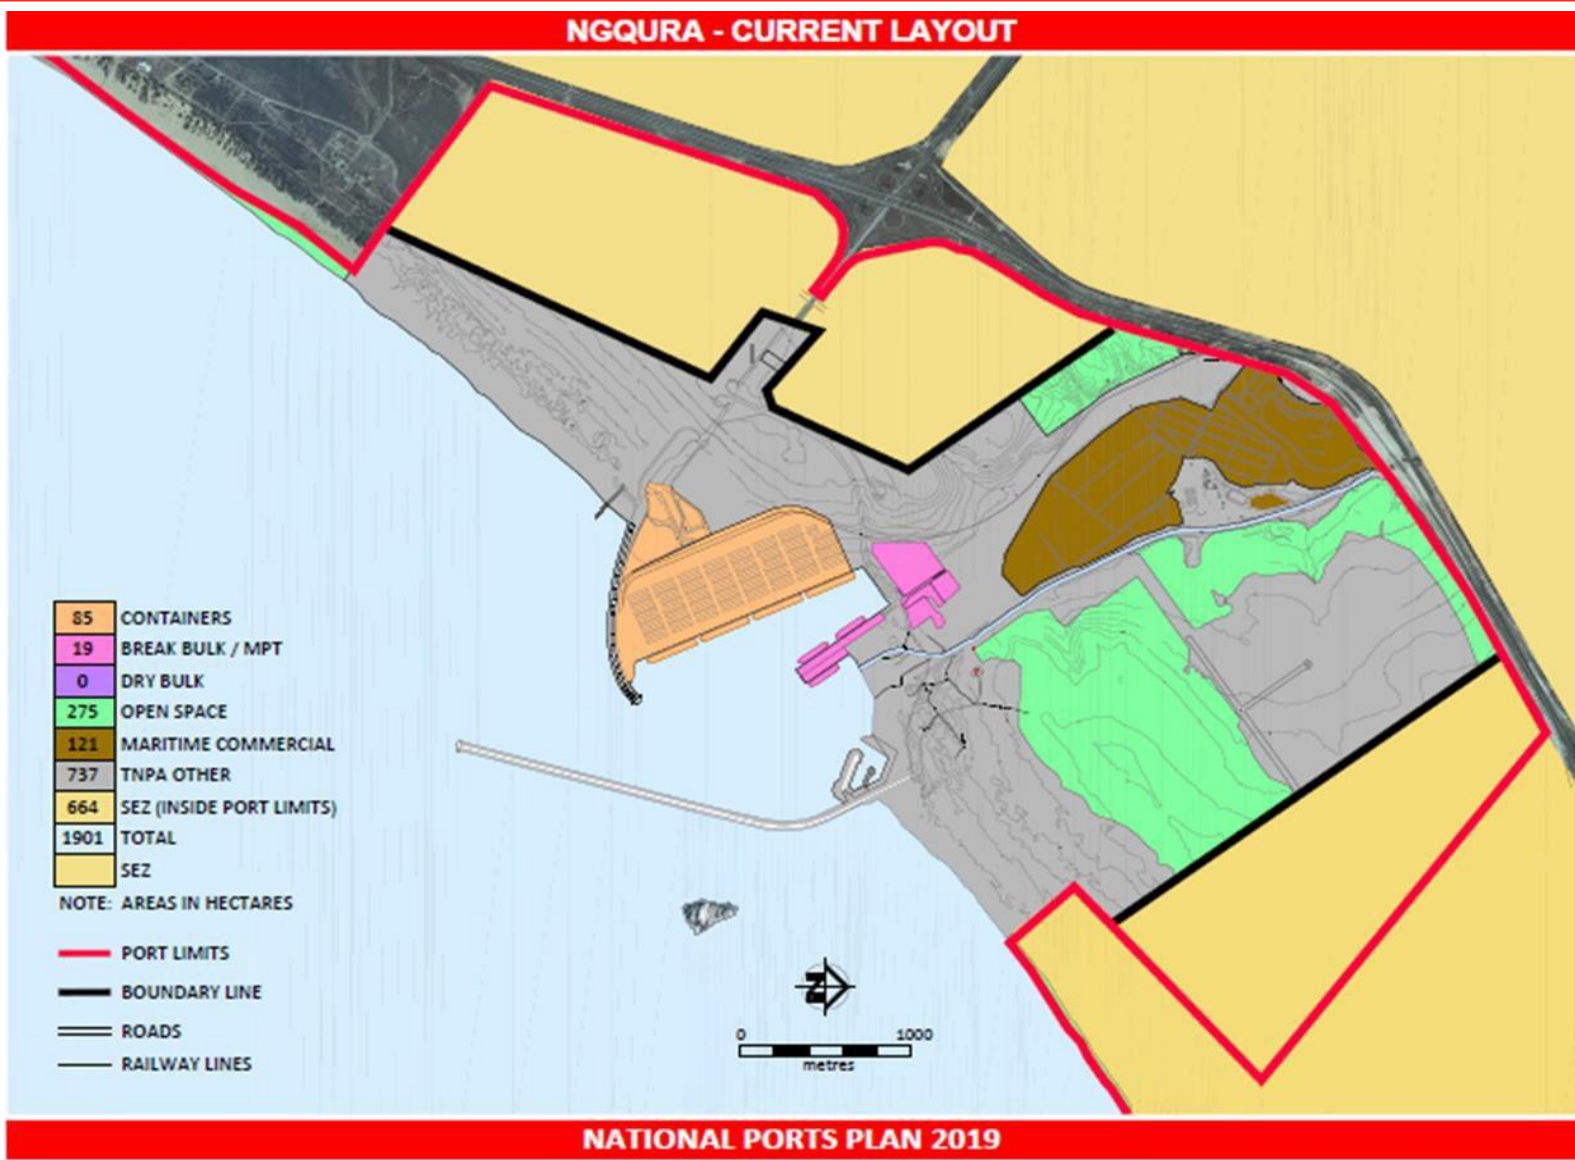 NGQURA - CURRENT LAYOUT
85 CONTAINERS
19 BREAK BULK / MPT
0 DRY BULK
275 OPEN SPACE
121 MARITIME COMMERCIAL
737 TNPA OTHER
664 SEZ (INSIDE PORT LIMITS)
1901 TOTAL
SEZ
NOTE: AREAS IN HECTARES
PORT LIMITS
BOUNDARY LINE
ROADS
RAILWAY LINES
N
0 1000
metres
NATIONAL PORTS PLAN 2019